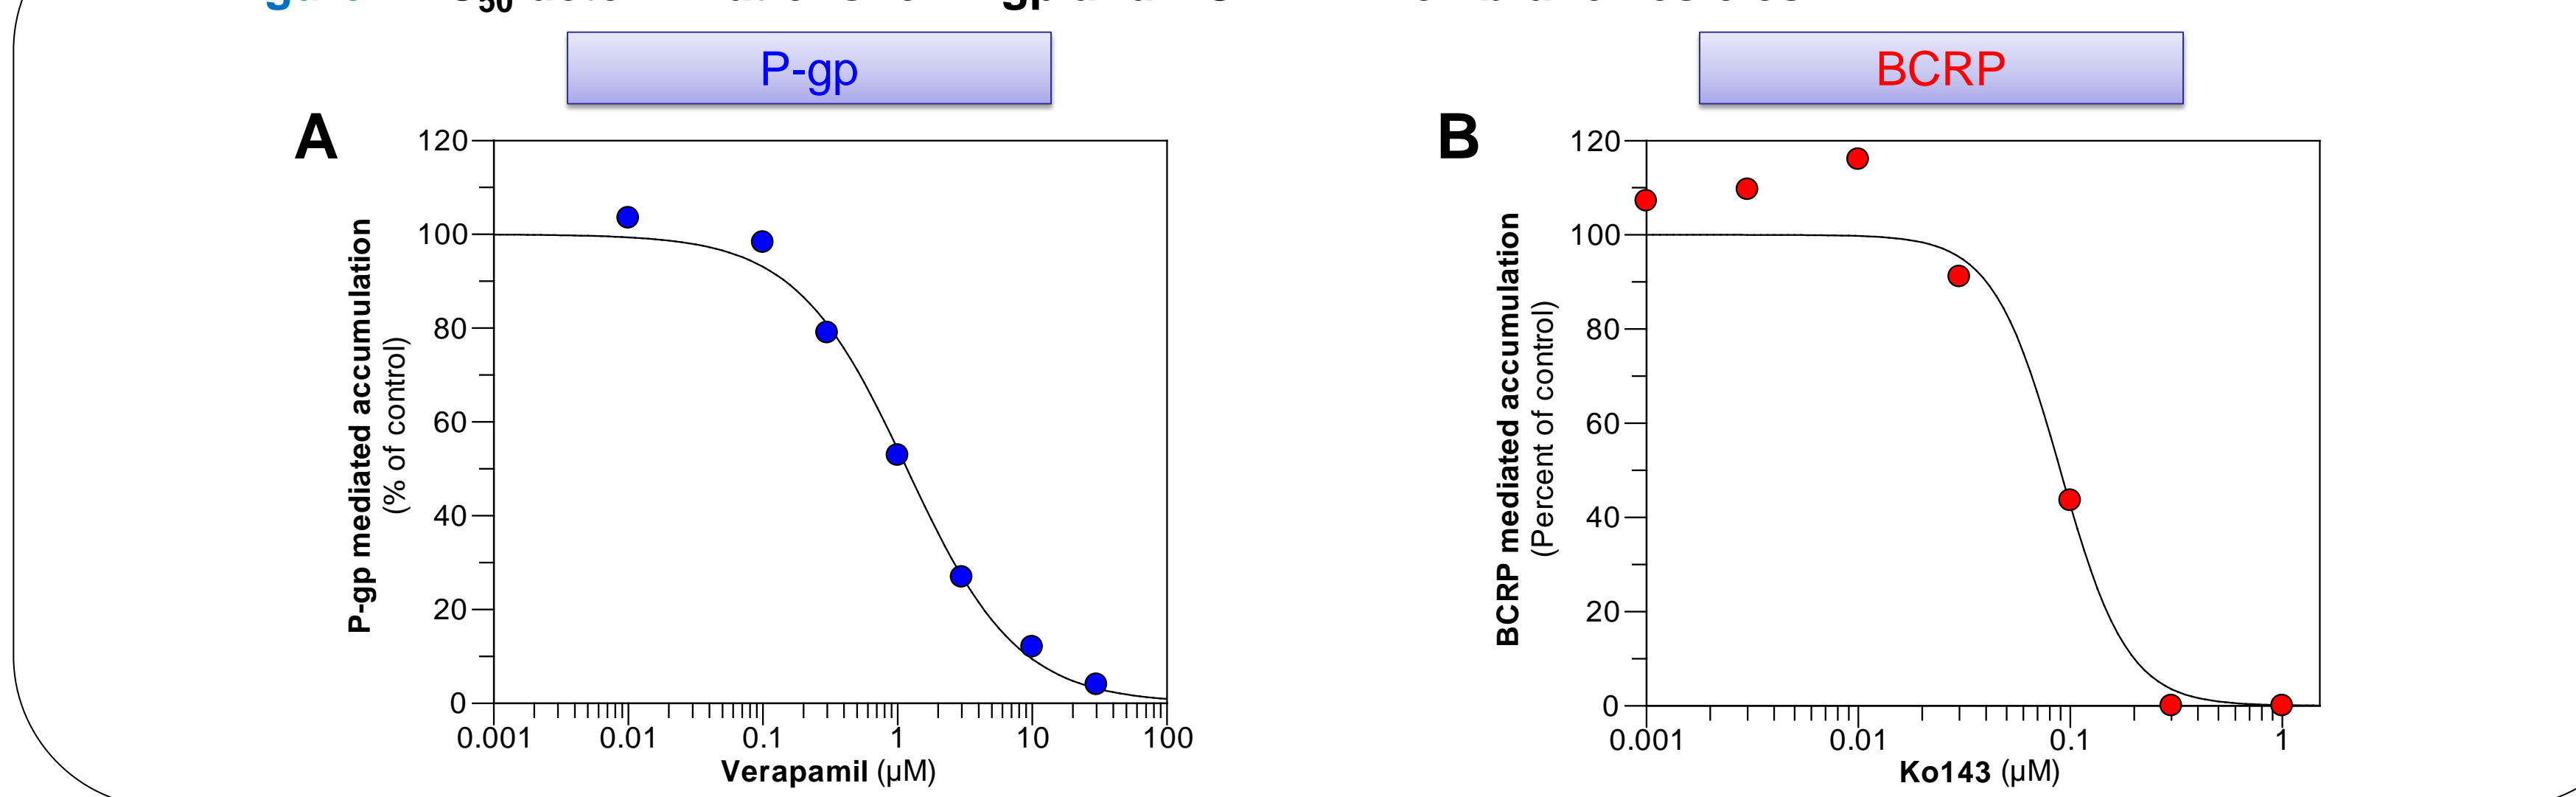 P-gp
BCRP
A
B
120
100
80
60
40
20
0
P-gp mediated accumulation
(% of control)
0.001 0.01 0.1 1 10 100
Verapamil (µM)
120
100
80
60
40
20
0
BCRP mediated accumulation
(Percent of control)
0.001 0.01 0.1 1
Ko143 (µM)